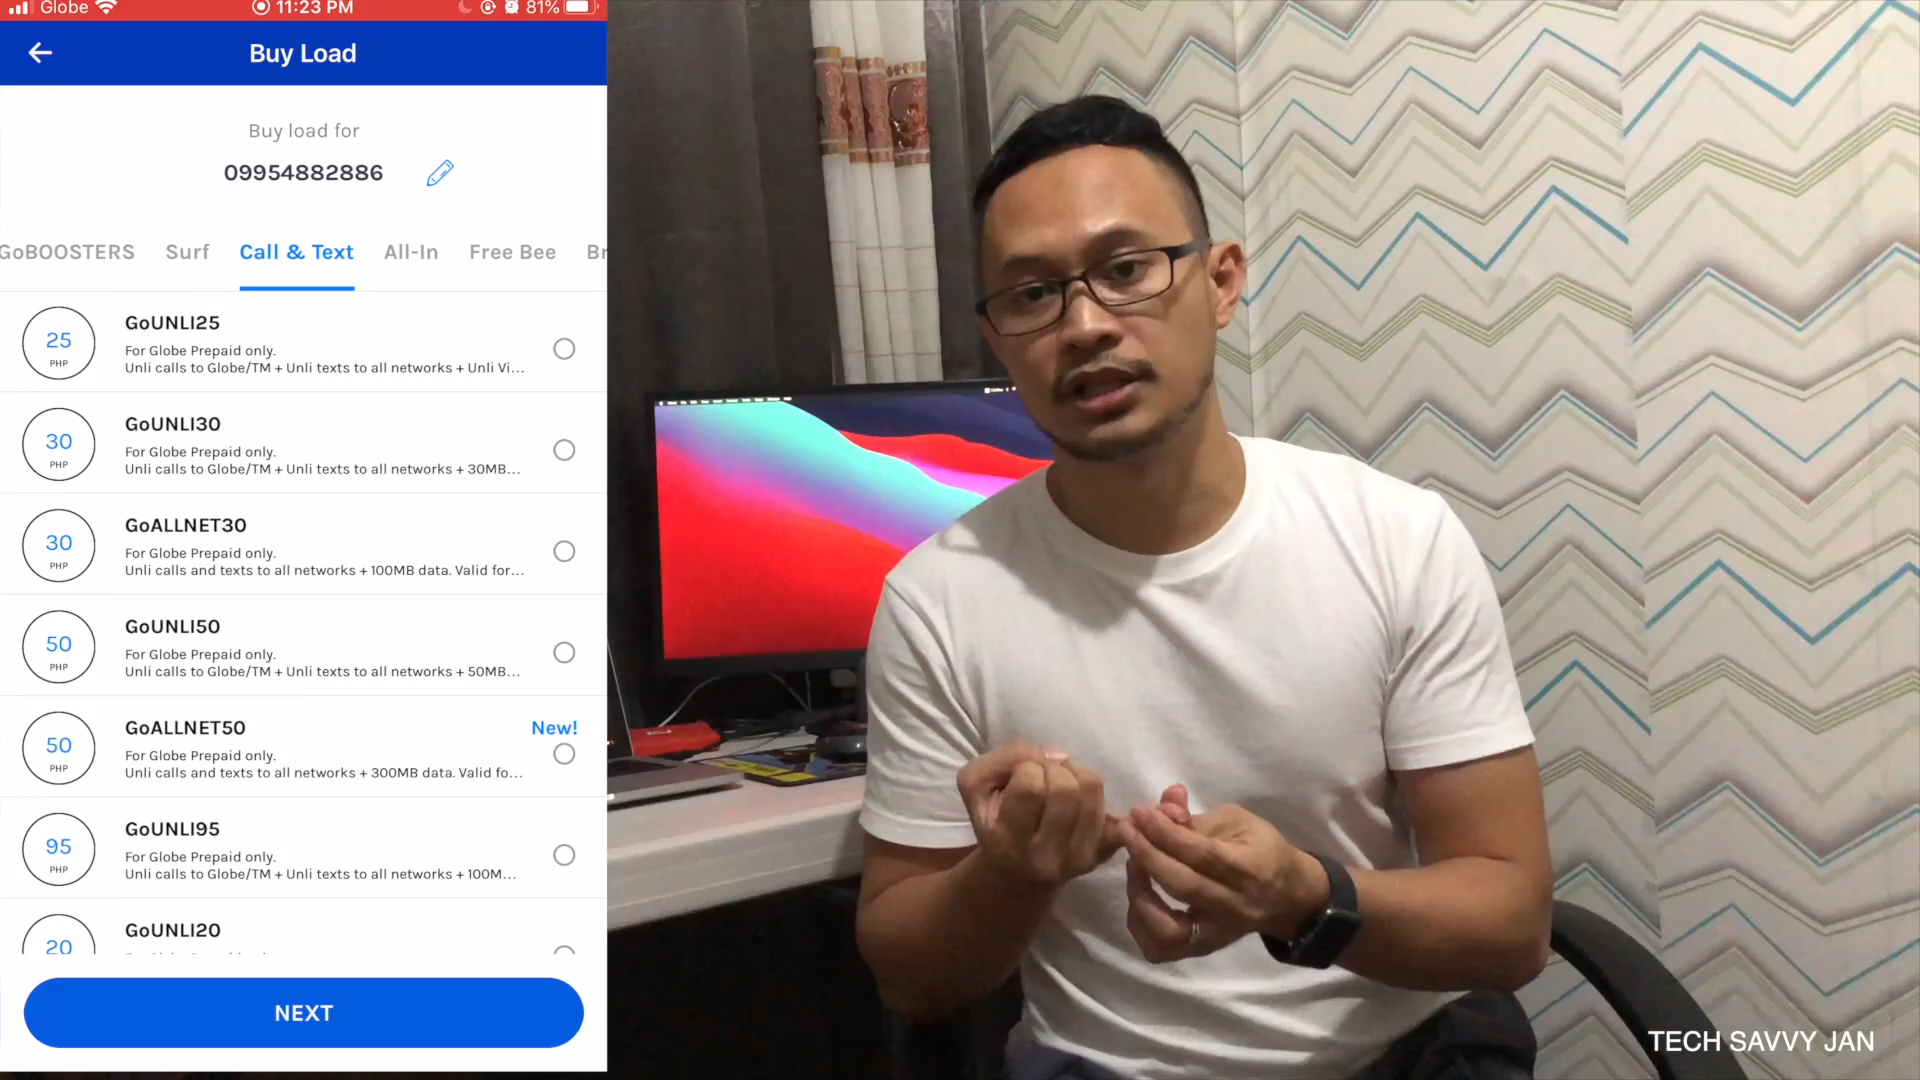 Globe 11:23 PM 81%
Buy Load
Buy load for
09954882886
GoBOOSTERS Surf Call & Text All-In Free Bee Br
25 PHP
GoUNLI25
For Globe Prepaid only.
Unli calls to Globe/TM + Unli texts to all networks + Unli Vi...
30 PHP
GoUNLI30
For Globe Prepaid only.
Unli calls to Globe/TM + Unli texts to all networks + 30MB...
30 PHP
GoALLNET30
For Globe Prepaid only.
Unli calls and texts to all networks + 100MB data. Valid for...
50 PHP
GoUNLI50
For Globe Prepaid only.
Unli calls to Globe/TM + Unli texts to all networks + 50MB...
50 PHP
GoALLNET50
New!
For Globe Prepaid only.
Unli calls and texts to all networks + 300MB data. Valid fo...
95 PHP
GoUNLI95
For Globe Prepaid only.
Unli calls to Globe/TM + Unli texts to all networks + 100M...
20
GoUNLI20
NEXT
TECH SAVVY JAN